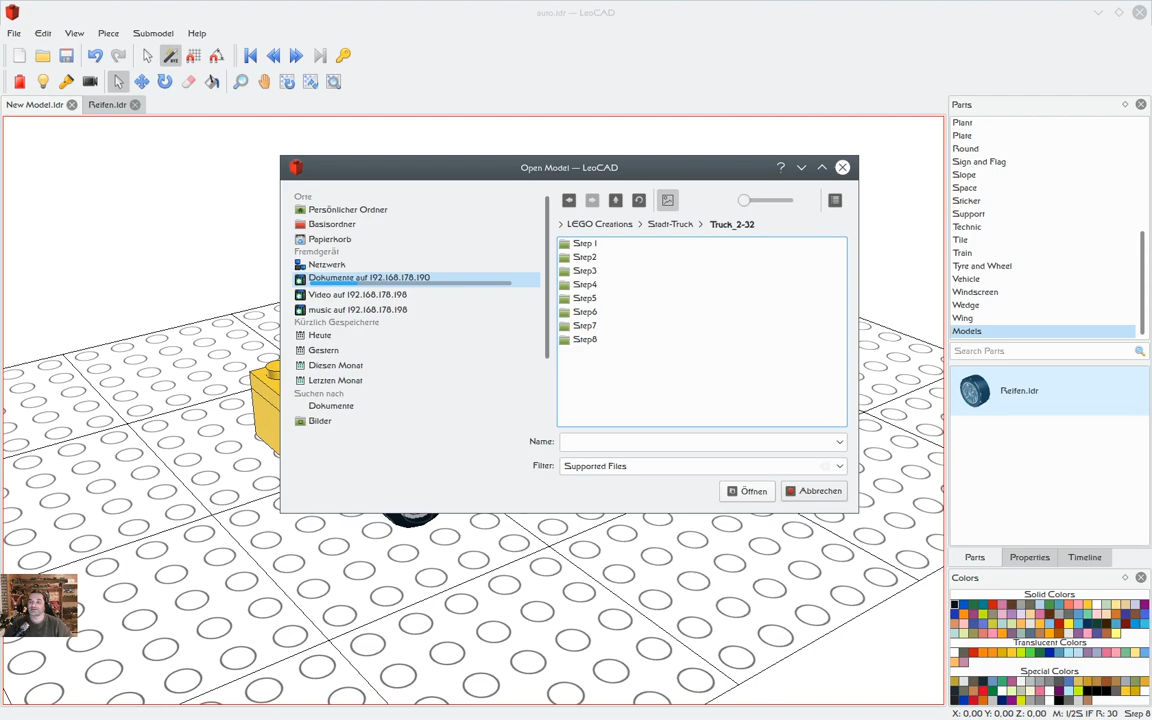 auto.ldr — LeoCAD
File Edit View Piece Submodel Help
New Model.ldr Reifen.ldr
Parts
Plant
Plate
Round
Sign and Flag
Slope
Space
Sticker
Support
Technic
Tile
Train
Tyre and Wheel
Vehicle
Windscreen
Wedge
Wing
Models
Search Parts
Reifen.ldr
Parts Properties Timeline
Colors
Solid Colors
Translucent Colors
Special Colors
X: 0,00 Y: 0,00 Z: 0,00 M: 1/2S IF R: 30 Step 8
Open Model — LeoCAD
?
Orte
Persönlicher Ordner
Basisordner
Papierkorb
Fremdgerät
Netzwerk
Dokumente auf 192.168.178.190
Video auf 192.168.178.198
music auf 192.168.178.198
Kürzlich Gespeicherte
Heute
Gestern
Diesen Monat
Letzten Monat
Suchen nach
Dokumente
Bilder
> LEGO Creations > Stadt-Truck > Truck_2-32
Step 1
Step2
Step3
Step4
Step5
Step6
Step7
Step8
Name:
Filter: Supported Files
Öffnen Abbrechen